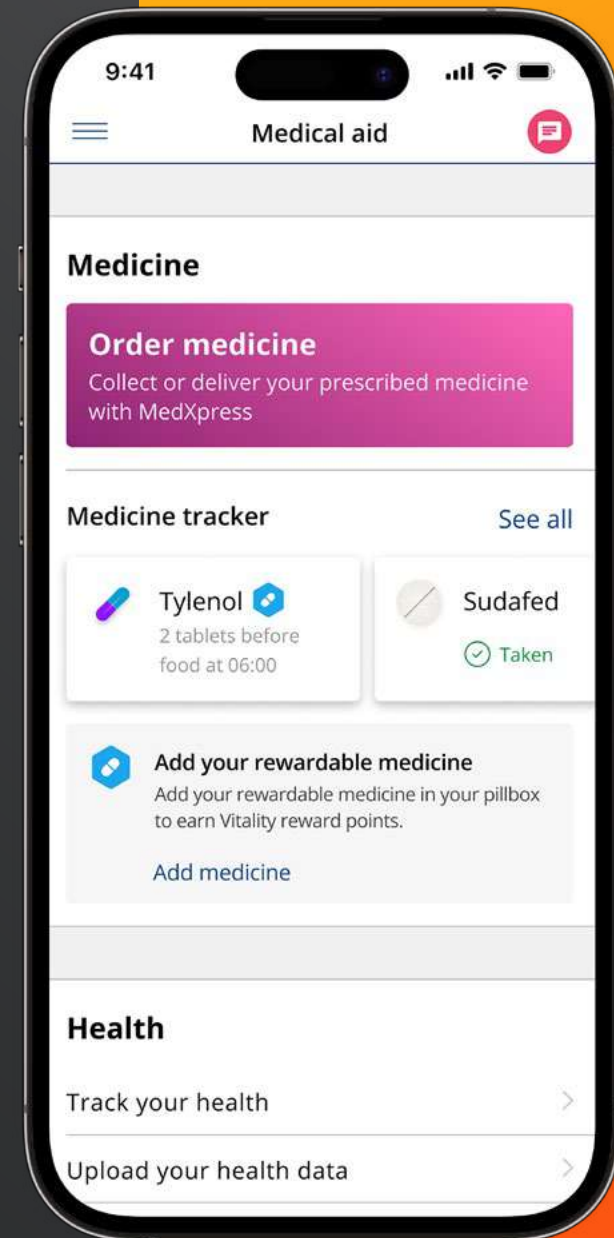 9:41
Medical aid
Medicine
Order medicine
Collect or deliver your prescribed medicine
with MedXpress
Medicine tracker
See all
Tylenol
2 tablets before
food at 06:00
Sudafed
Taken
Add your rewardable medicine
Add your rewardable medicine in your pillbox
to earn Vitality reward points.
Add medicine
Health
Track your health
Upload your health data